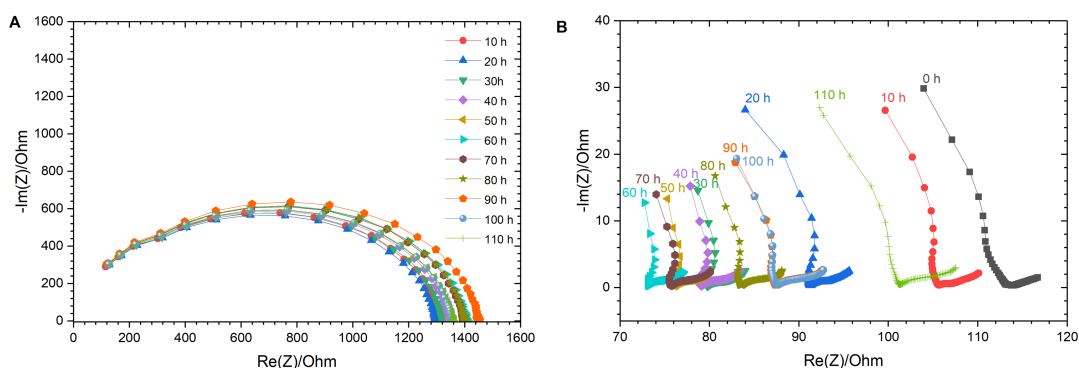 A
-Im(Z)/Ohm
1600
1400
1200
1000
800
600
400
200
0
0 200 400 600 800 1000 1200 1400 1600
Re(Z)/Ohm
10 h
20 h
30h
40 h
50 h
60 h
70 h
80 h
90 h
100 h
110 h
B
-Im(Z)/Ohm
40
30
20
10
0
70 80 90 100 110 120
Re(Z)/Ohm
0 h
20 h
110 h
10 h
90 h
100 h
80 h
40 h
30 h
70 h
50 h
60 h